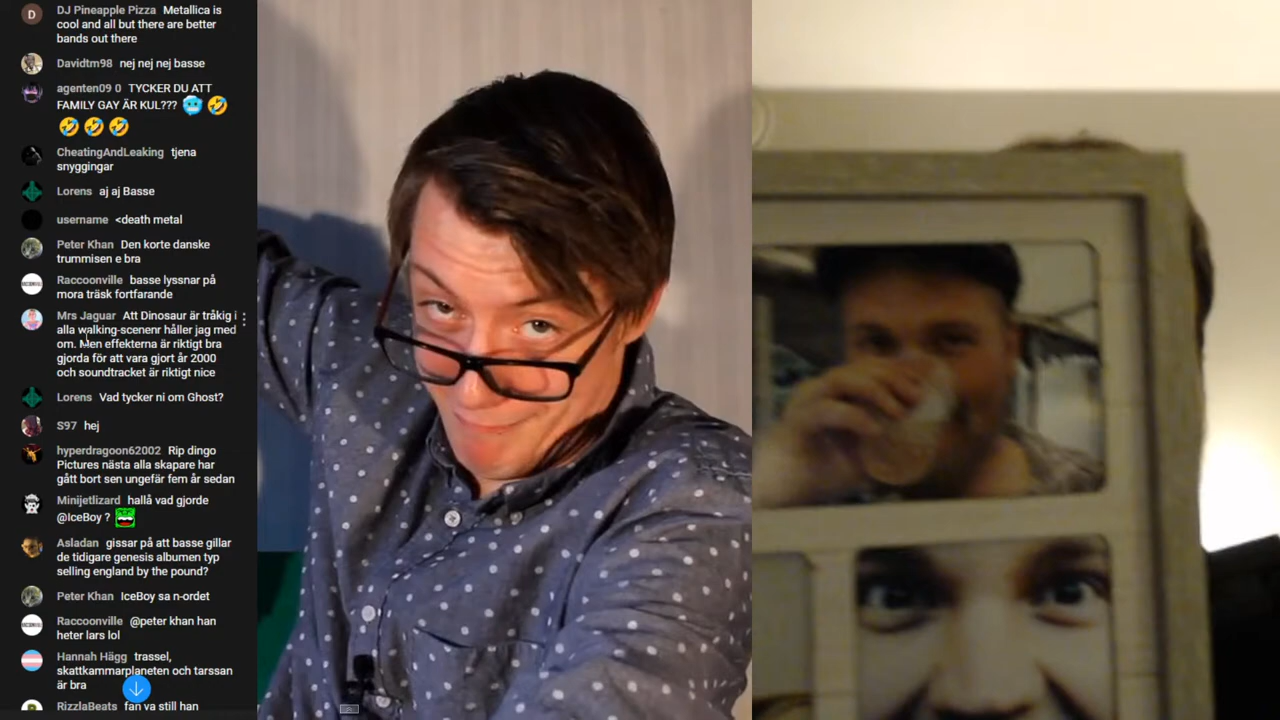 DJ Pineapple Pizza Metallica is
cool and all but there are better
bands out there
Davidtm98 nej nej nej basse
agenten09 0 TYCKER DU ATT
FAMILY GAY ÄR KUL???
CheatingAndLeaking tjena
snyggingar
Lorens aj aj Basse
username <death metal
Peter Khan Den korte danske
trummisen e bra
Raccoonville basse lyssnar på
mora träsk fortfarande
Mrs Jaguar Att Dinosaur är tråkig i
alla walking-scenenr håller jag med
om. Men effekterna är riktigt bra
gjorda för att vara gjort år 2000
och soundtracket är riktigt nice
Lorens Vad tycker ni om Ghost?
S97 hej
hyperdragoon62002 Rip dingo
Pictures nästa alla skapare har
gått bort sen ungefär fem år sedan
Minijetlizard hallå vad gjorde
@IceBoy ?
Asladan gissar på att basse gillar
de tidigare genesis albumen typ
selling england by the pound?
Peter Khan IceBoy sa n-ordet
Raccoonville @peter khan han
heter lars lol
Hannah Hägg trassel,
skattkammarplaneten och tarssan
är bra
RizzlaBeats fan va still han